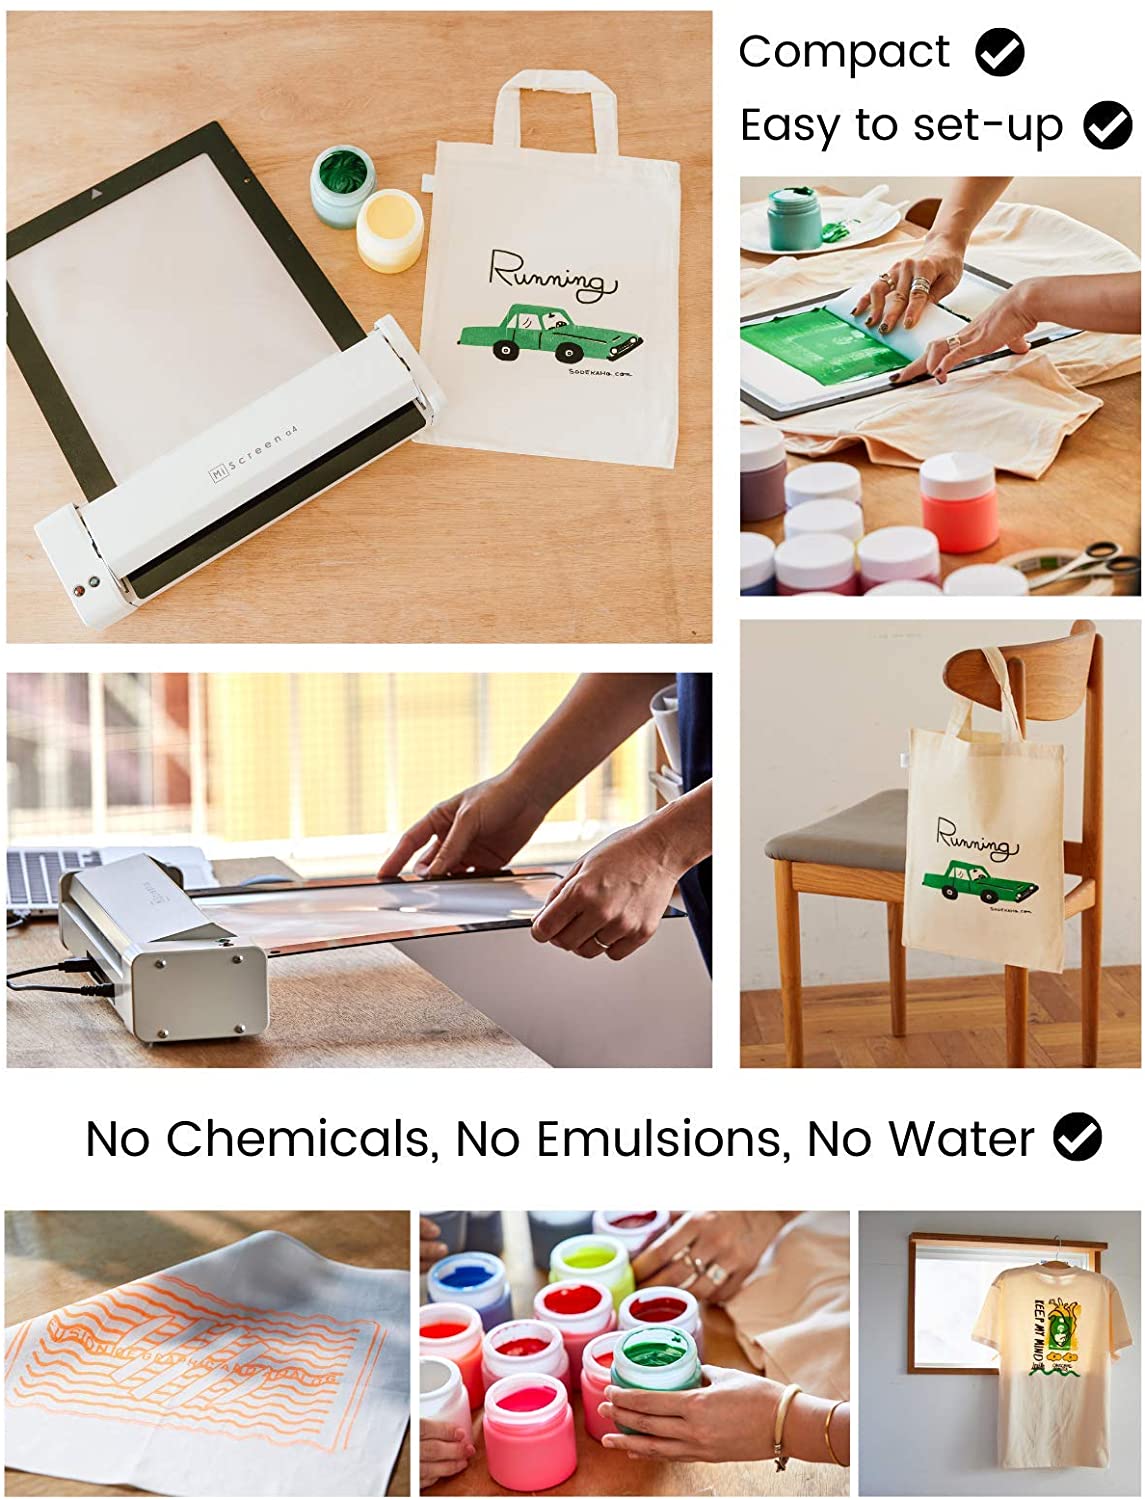 Compact
Easy to set-up
Running
SODEKAHO.com
Mi Screen a4
Running
SODEKAHO.com
No Chemicals, No Emulsions, No Water
KEEP MY MIND